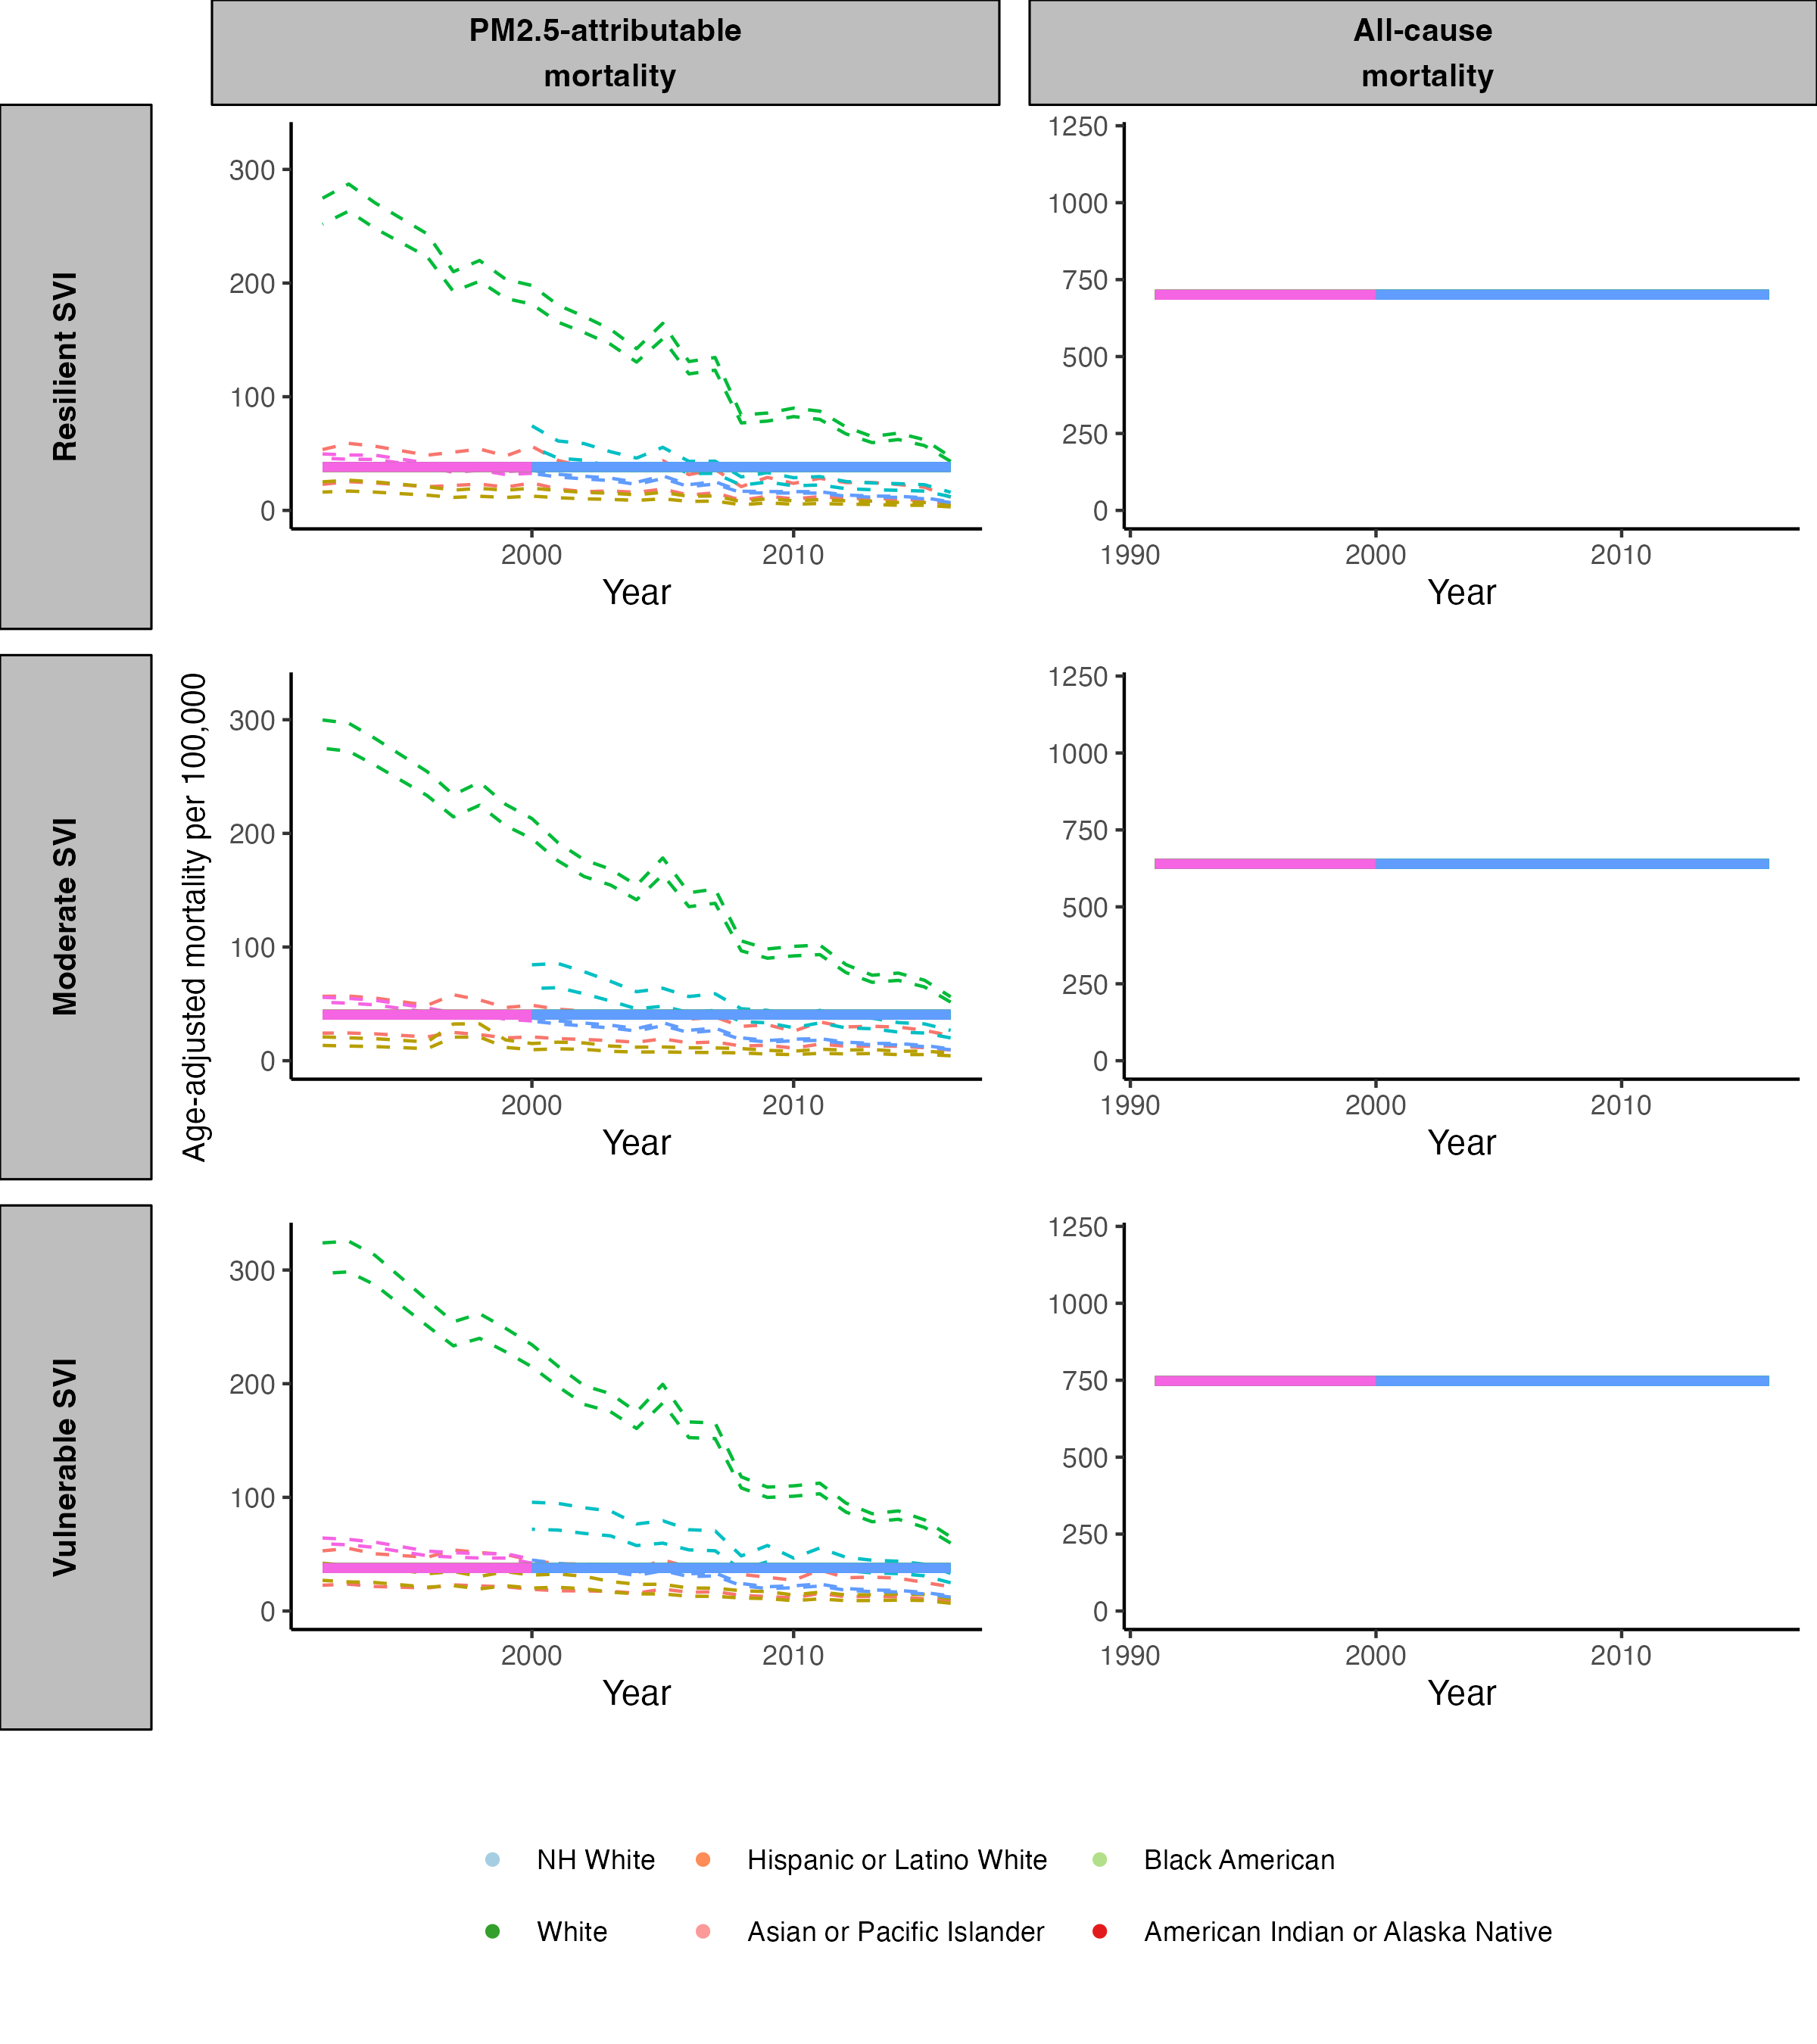 PM2.5-attributable
mortality
All-cause
mortality
Resilient SVI
300
200
100
0
2000
2010
Year
1250
1000
750
500
250
0
1990
2000
2010
Year
Moderate SVI
Age-adjusted mortality per 100,000
300
200
100
0
2000
2010
Year
1250
1000
750
500
250
0
1990
2000
2010
Year
Vulnerable SVI
300
200
100
0
2000
2010
Year
1250
1000
750
500
250
0
1990
2000
2010
Year
NH White
Hispanic or Latino White
Black American
White
Asian or Pacific Islander
American Indian or Alaska Native